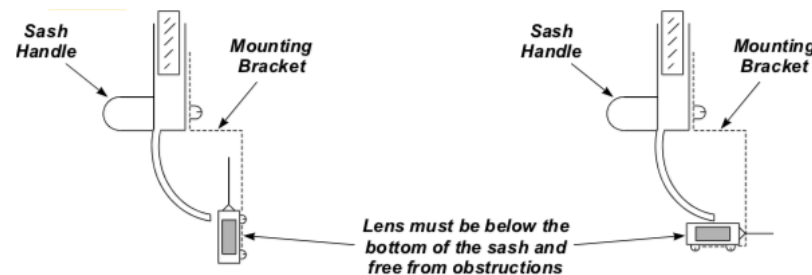 Sash
Handle
Mounting
Bracket
Sash
Handle
Mounting
Bracket
Lens must be below the
bottom of the sash and
free from obstructions